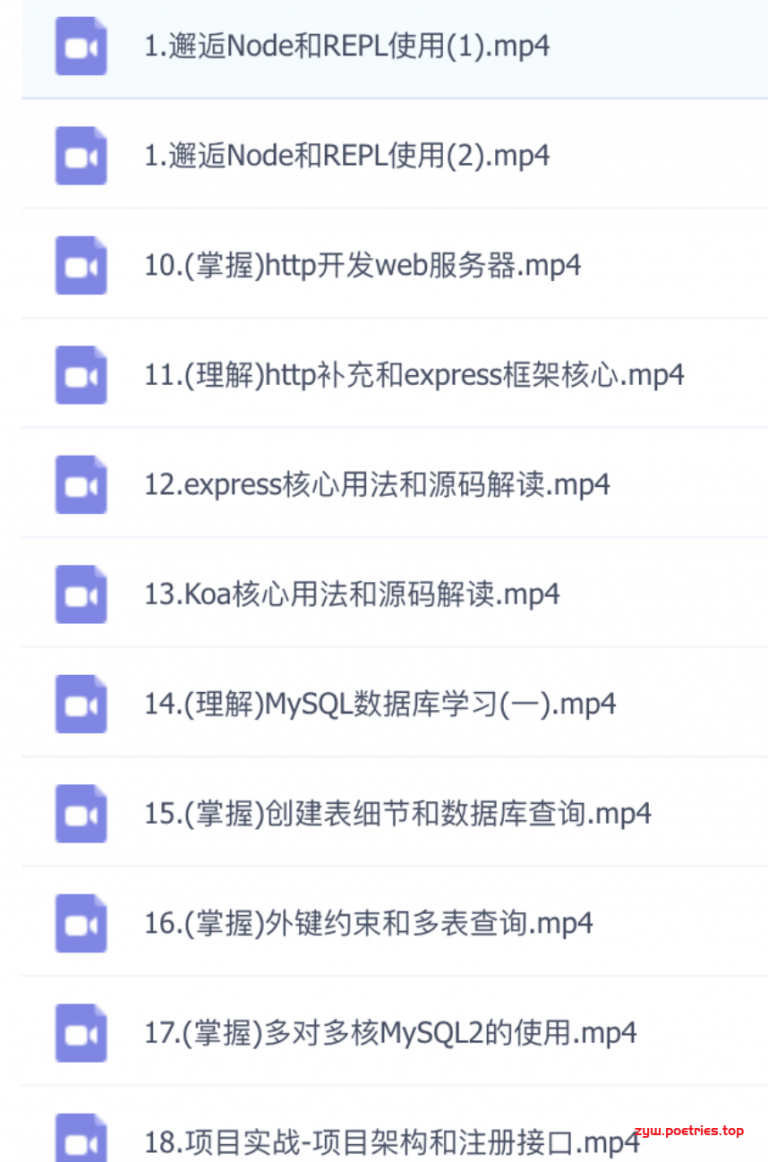 1.邂逅Node和REPL使用(1).mp4
1.邂逅Node和REPL使用(2).mp4
10.(掌握)http开发web服务器.mp4
11.(理解)http补充和express框架核心.mp4
12.express核心用法和源码解读.mp4
13.Koa核心用法和源码解读.mp4
14.(理解)MySQL数据库学习(一).mp4
15.(掌握)创建表细节和数据库查询.mp4
16.(掌握)外键约束和多表查询.mp4
17.(掌握)多对多核MySQL2的使用.mp4
18.项目实战-项目架构和注册接口.mp4
zyw.poetries.top